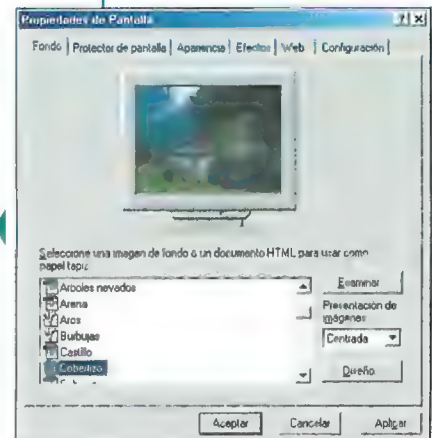 Propiedades de Pantalla
Fondo Protector de pantalla Apariencia Efectos Web Configuración
Seleccione una imagen de fondo o un documento HTML para usar como
papel tapiz:
Arboles nevados
Arena
Aros
Burbujas
Castillo
Cobertizo
Examinar
Presentación de
imágenes
Centrada
Diseño
Aceptar Cancelar Aplicar